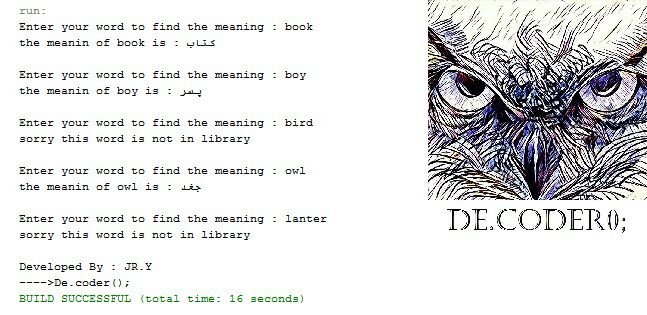 run:
Enter your word to find the meaning : book
the meanin of book is : کتاب
Enter your word to find the meaning : boy
the meanin of boy is : پسر
Enter your word to find the meaning : bird
sorry this word is not in library
Enter your word to find the meaning : owl
the meanin of owl is : جغد
Enter your word to find the meaning : lanter
sorry this word is not in library
Developed By : JR.Y
---->De.coder();
BUILD SUCCESSFUL (total time: 16 seconds)
DE.CODER();